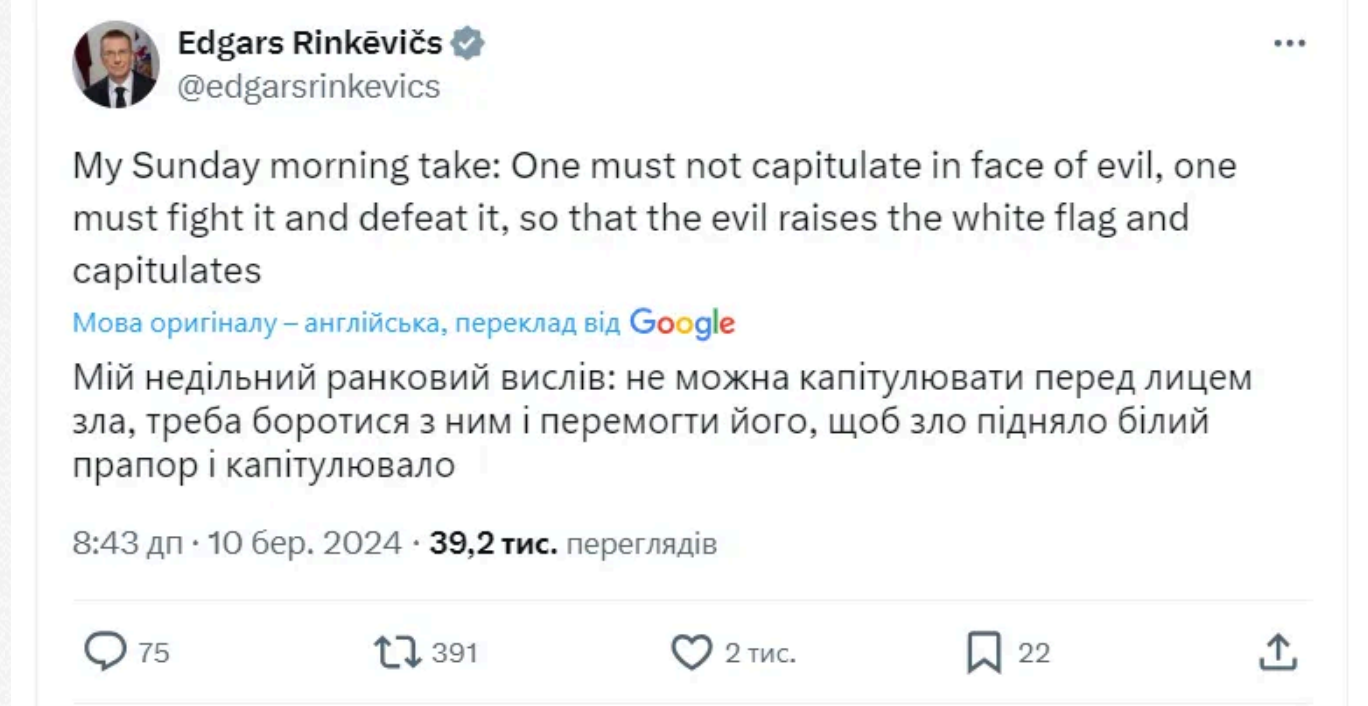 Edgars Rinkēvičs
@edgarsrinkevics
My Sunday morning take: One must not capitulate in face of evil, one
must fight it and defeat it, so that the evil raises the white flag and
capitulates
Мова оригіналу – англійська, переклад від Google
Мій недільний ранковий вислів: не можна капітулювати перед лицем
зла, треба боротися з ним і перемогти його, щоб зло підняло білий
прапор і капітулювало
8:43 дп · 10 бер. 2024 · 39,2 тис. переглядів
75 391 2 тис. 22